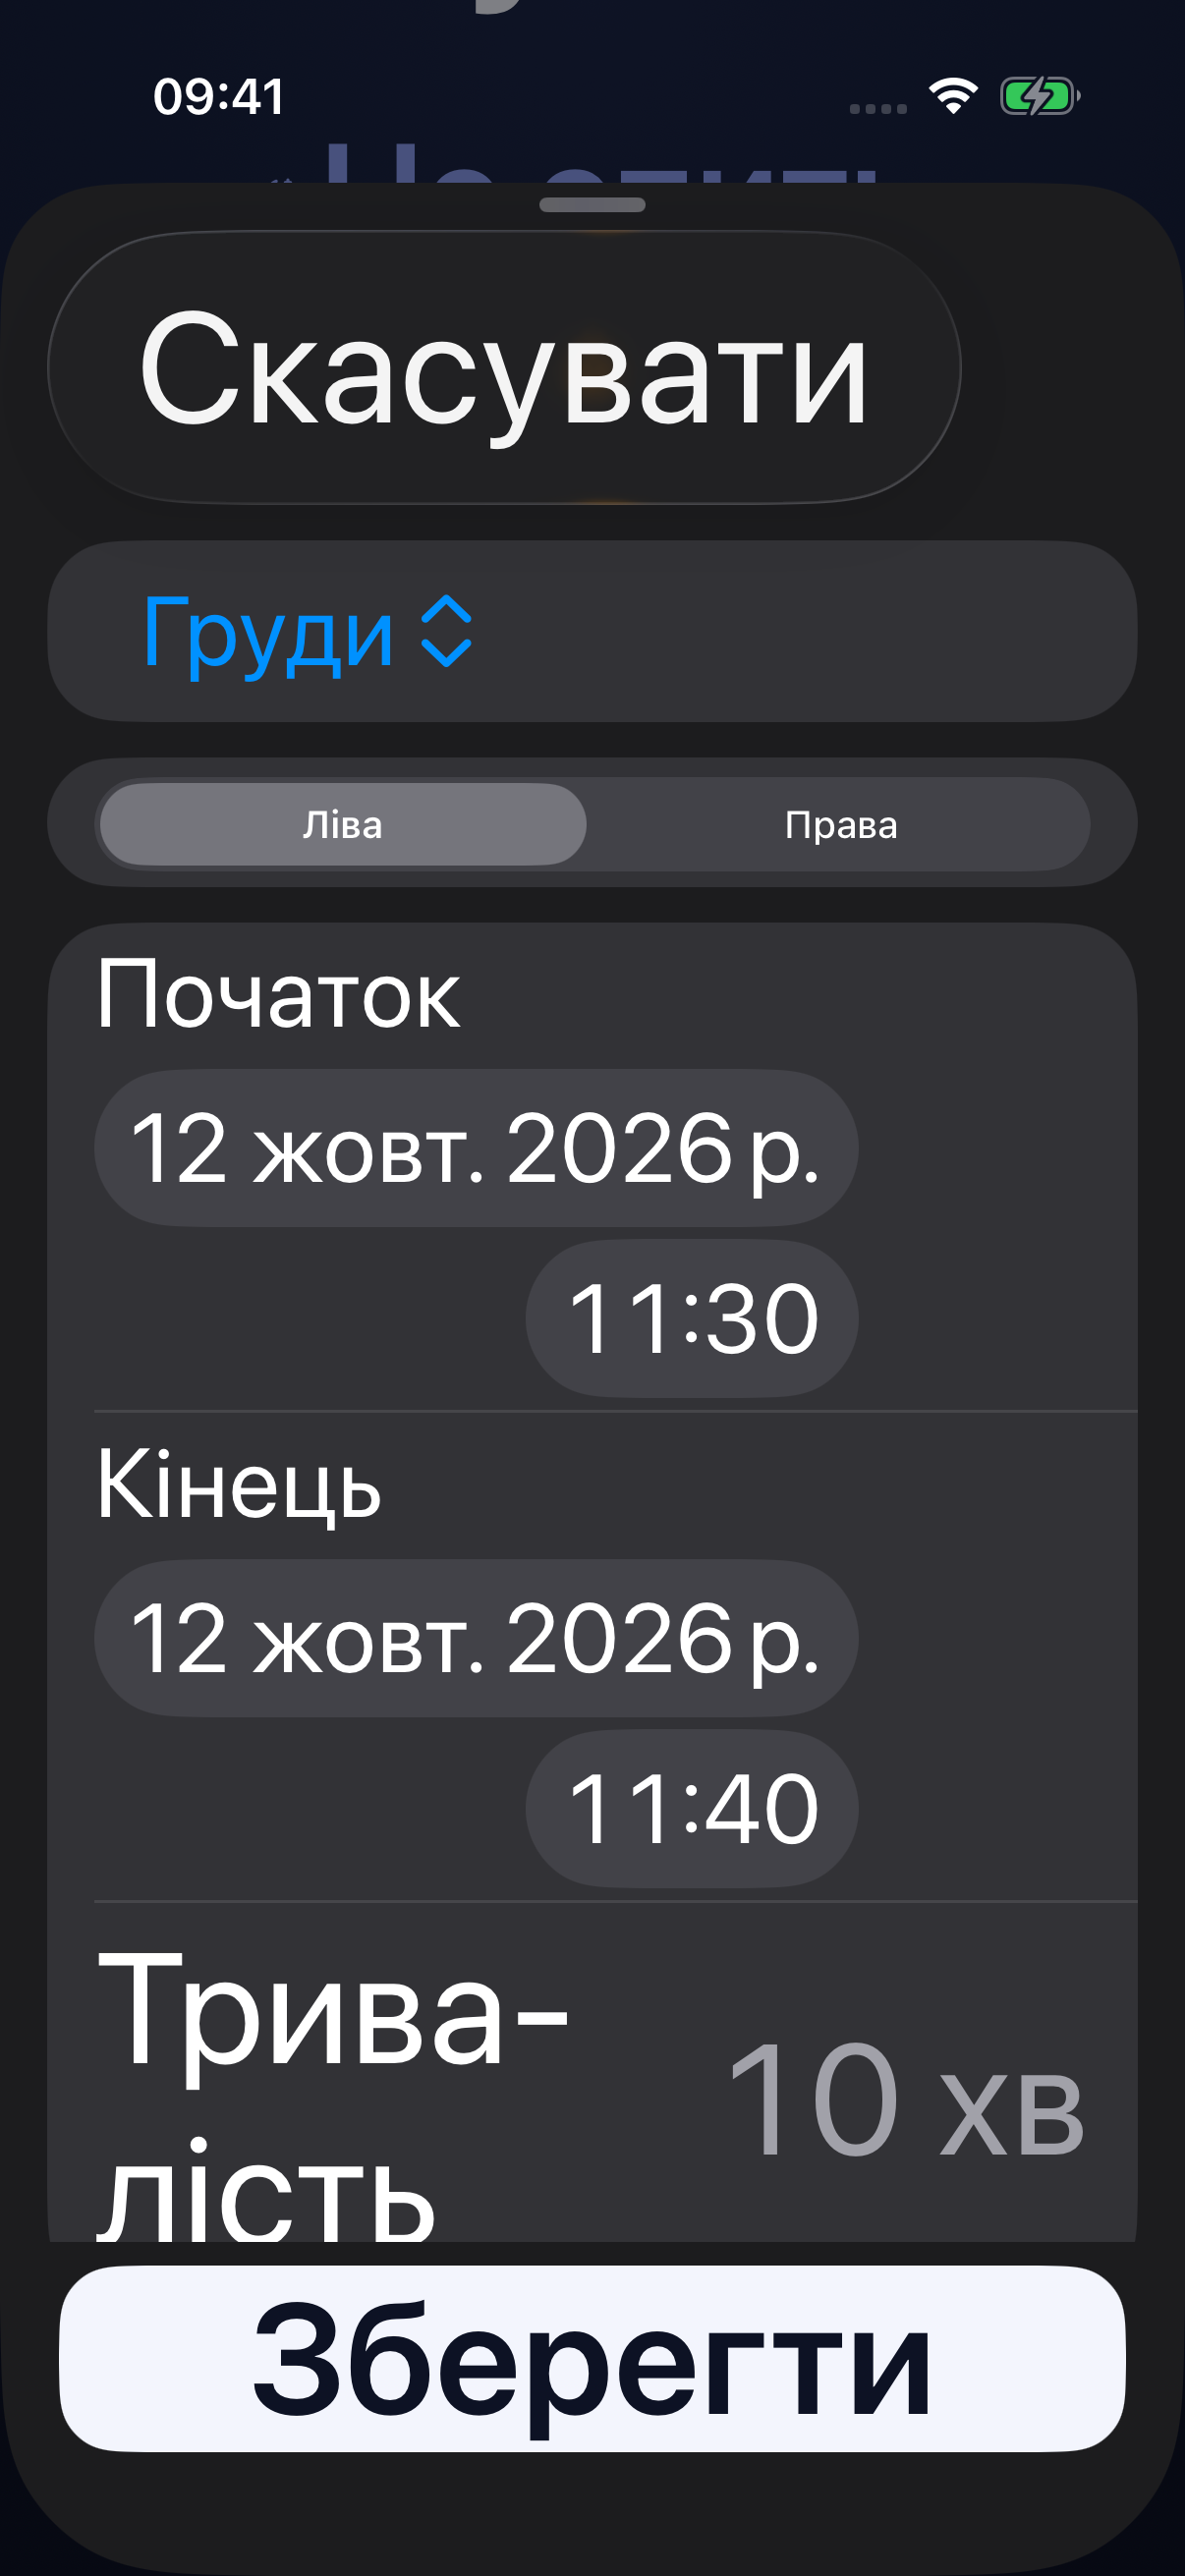 09:41
Скасувати
Груди
Ліва Права
Початок
12 жовт. 2026 р.
11:30
Кінець
12 жовт. 2026 р.
11:40
Трива-
лість
10 хв
Зберегти